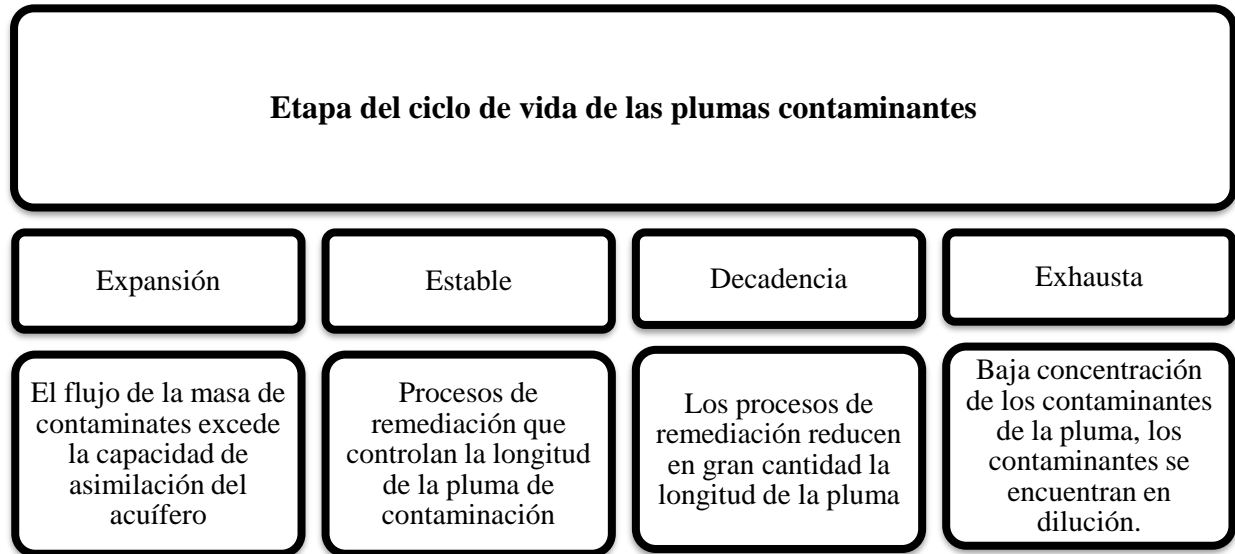 Etapa del ciclo de vida de las plumas contaminantes
Expansión
Estable
Decadencia
Exhausta
El flujo de la masa de
contaminates excede
la capacidad de
asimilación del
acuífero
Procesos de
remediación que
controlan la longitud
de la pluma de
contaminación
Los procesos de
remediación reducen
en gran cantidad la
longitud de la pluma
Baja concentración
de los contaminantes
de la pluma, los
contaminantes se
encuentran en
dilución.